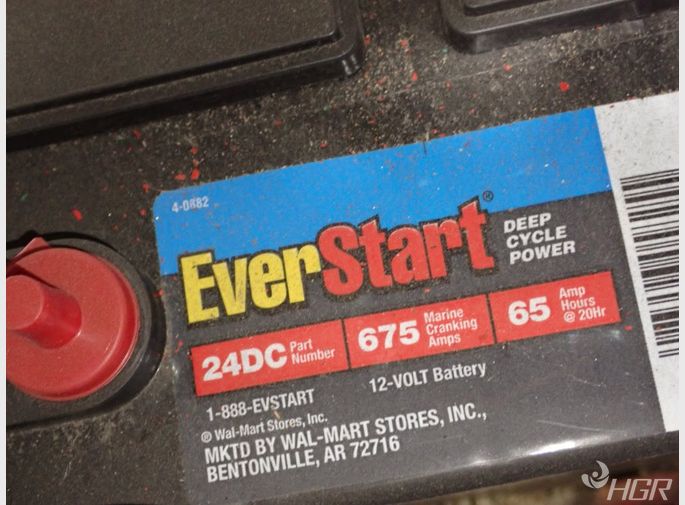 4-0882
EverStart®
DEEP
CYCLE
POWER
24DC Part Number
675 Marine Cranking Amps
65 Amp Hours @ 20Hr
1-888-EVSTART
12-VOLT Battery
© Wal-Mart Stores, Inc.
MKTD BY WAL-MART STORES, INC.,
BENTONVILLE, AR 72716
HGR